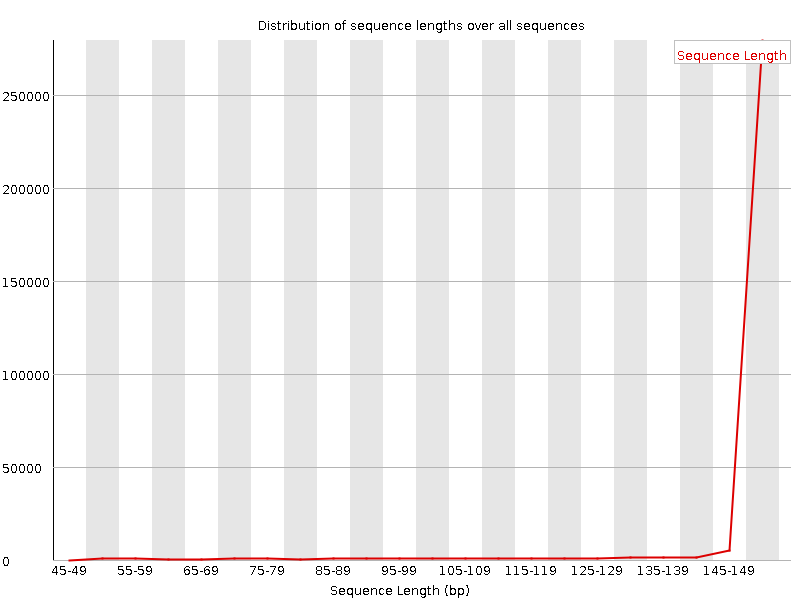 Distribution of sequence lengths over all sequences
Sequence Length
250000
200000
150000
100000
50000
0
45-49 55-59 65-69 75-79 85-89 95-99 105-109 115-119 125-129 135-139 145-149
Sequence Length (bp)